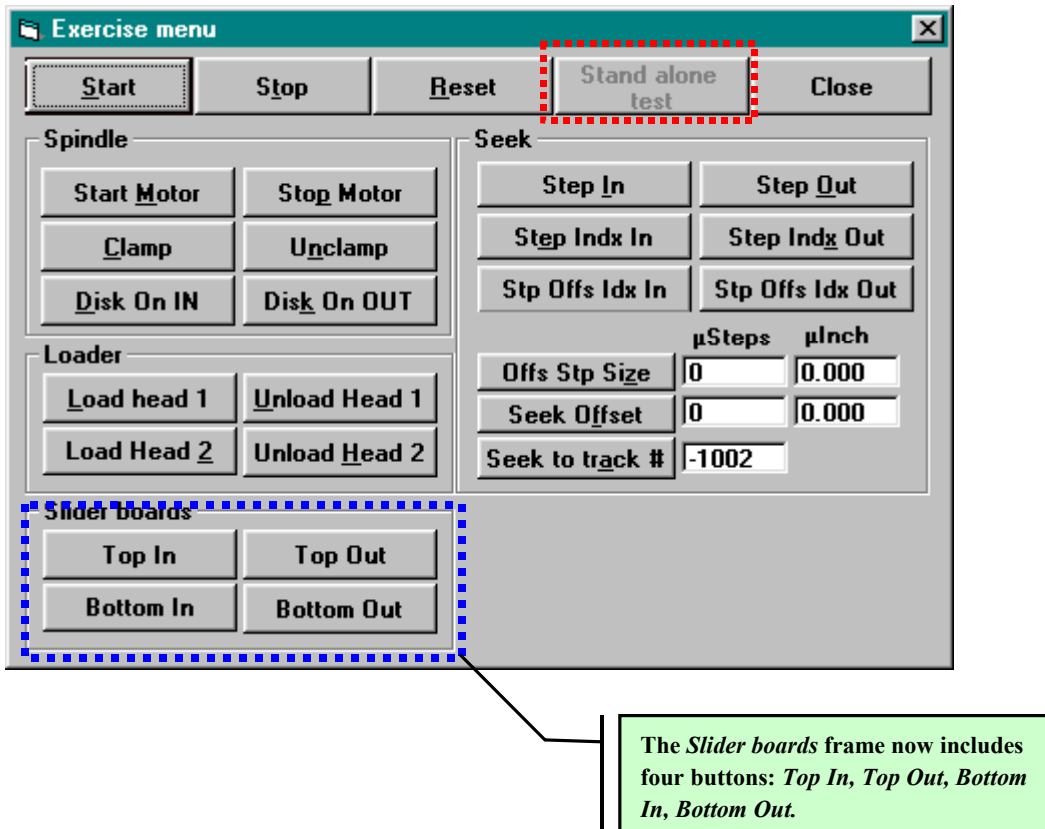 Exercise menu
Start
Stop
Reset
Stand alone
test
Close
Spindle
Start Motor
Stop Motor
Clamp
Unclamp
Disk On IN
Disk On OUT
Loader
Load head 1
Unload Head 1
Load Head 2
Unload Head 2
Seek
Step In
Step Out
Step Indx In
Step Indx Out
Stp Offs Idx In
Stp Offs Idx Out
µSteps
µInch
Offs Stp Size
0
0.000
Seek Offset
0
0.000
Seek to track #
-1002
Slider boards
Top In
Top Out
Bottom In
Bottom Out
The Slider boards frame now includes
four buttons: Top In, Top Out, Bottom
In, Bottom Out.